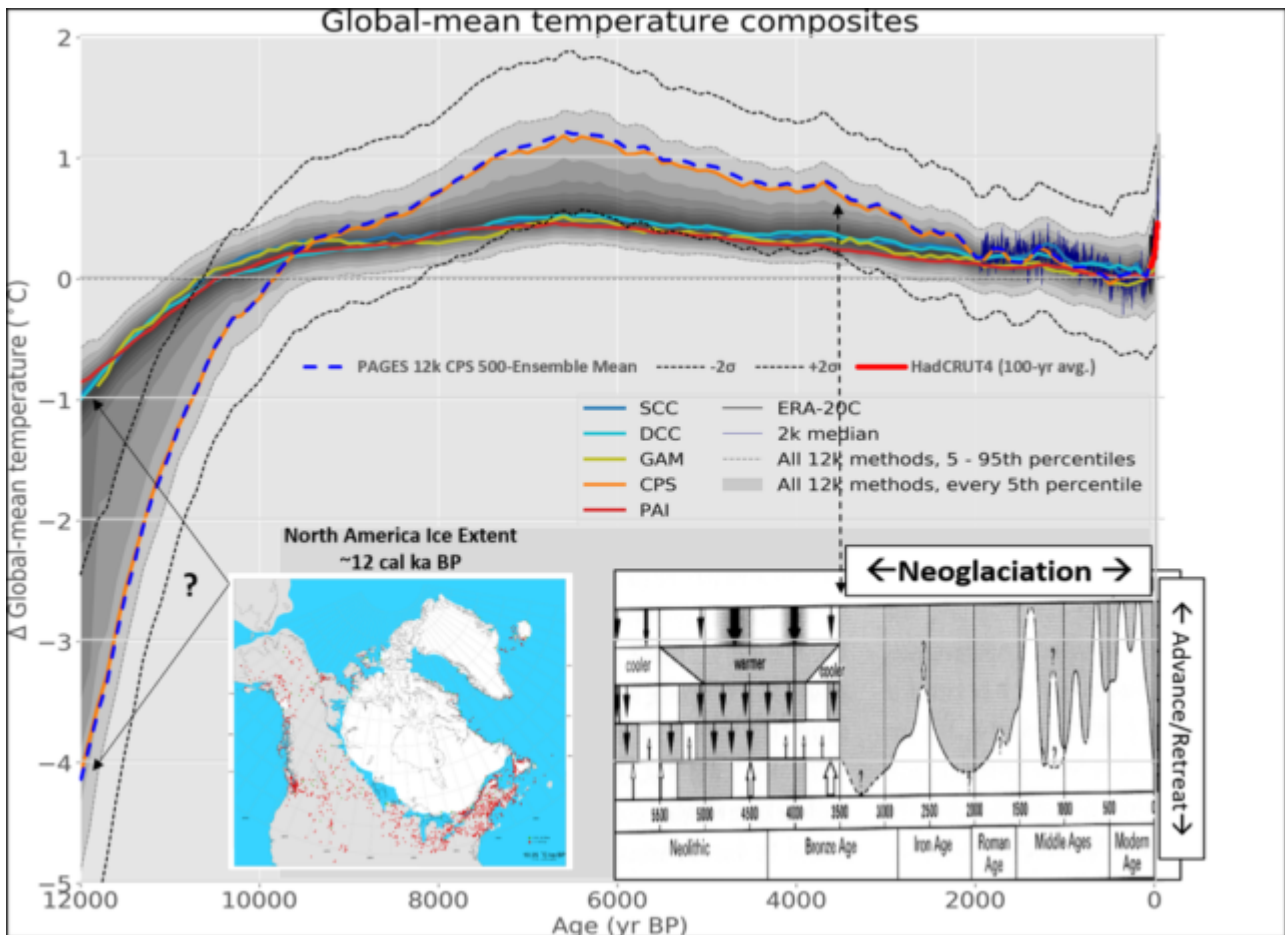 Global-mean temperature composites
2
1
0
−1
−2
−3
−4
−5
Δ Global-mean temperature (°C)
PAGES 12k CPS 500-Ensemble Mean
-2σ
+2σ
HadCRUT4 (100-yr avg.)
SCC
DCC
GAM
CPS
PAI
ERA-20C
2k median
All 12k methods, 5 - 95th percentiles
All 12k methods, every 5th percentile
?
North America Ice Extent
~12 cal ka BP
←Neoglaciation →
← Advance/Retreat→
cooler
warmer
cooler
5500 5000 4500 4000 3500 3000 2500 2000 1500 1000 500 0
Neolithic
Bronze Age
Iron Age
Roman Age
Middle Ages
Modern Age
12000 10000 8000 6000 4000 2000 0
Age (yr BP)